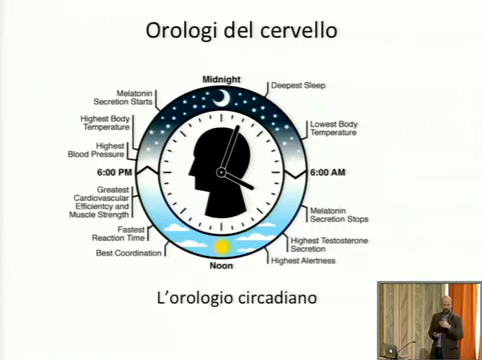 Orologi del cervello
Midnight
Deepest Sleep
Melatonin
Secretion Starts
Highest Body
Temperature
Lowest Body
Temperature
Highest
Blood Pressure
6:00 PM
6:00 AM
Greatest
Cardiovascular
Efficiency and
Muscle Strength
Melatonin
Secretion Stops
Fastest
Reaction Time
Highest Testosterone
Secretion
Best Coordination
Noon
Highest Alertness
L'orologio circadiano